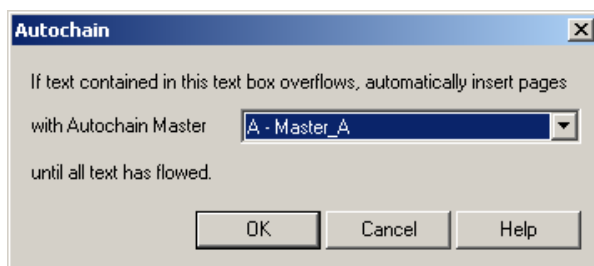 Autochain
If text contained in this text box overflows, automatically insert pages
with Autochain Master A - Master_A
until all text has flowed.
OK Cancel Help